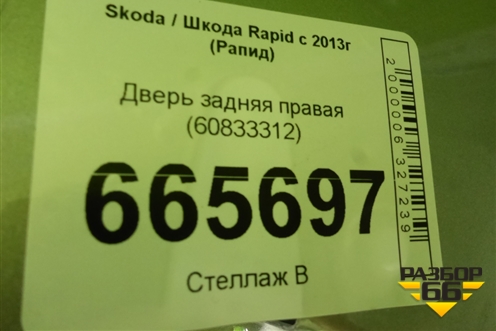 Skoda / Шкода Rapid с 2013г
(Рапид)
Дверь задняя правая
(60833312)
665697
Стеллаж В
2000006327239
РАЗБОР
66